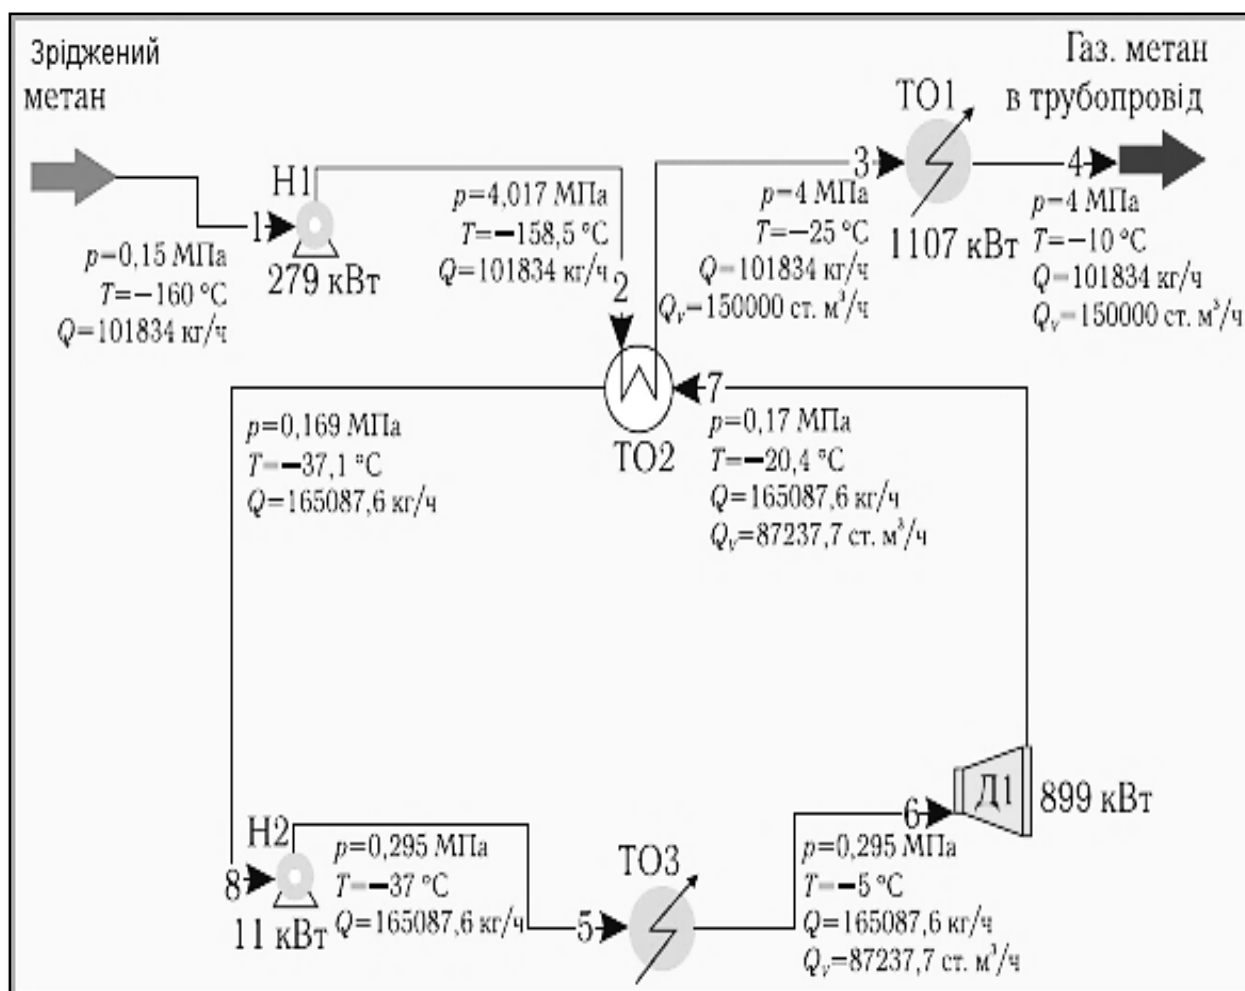 Зріджений
метан
Газ. метан
в трубопровід
ТО1
Н1
1
3
4
p=0,15 МПа
T=−160 °C
Q=101834 кг/ч
279 кВт
p=4,017 МПа
T=−158,5 °C
Q=101834 кг/ч
2
p=4 МПа
T=−25 °C
Q=101834 кг/ч
Qv=150000 ст. м³/ч
1107 кВт
p=4 МПа
T=−10 °C
Q=101834 кг/ч
Qv=150000 ст. м³/ч
7
ТО2
p=0,169 МПа
T=−37,1 °C
Q=165087,6 кг/ч
p=0,17 МПа
T=−20,4 °C
Q=165087,6 кг/ч
Qv=87237,7 ст. м³/ч
Д1
899 кВт
Н2
8
11 кВт
p=0,295 МПа
T=−37 °C
Q=165087,6 кг/ч
5
ТО3
6
p=0,295 МПа
T=−5 °C
Q=165087,6 кг/ч
Qv=87237,7 ст. м³/ч